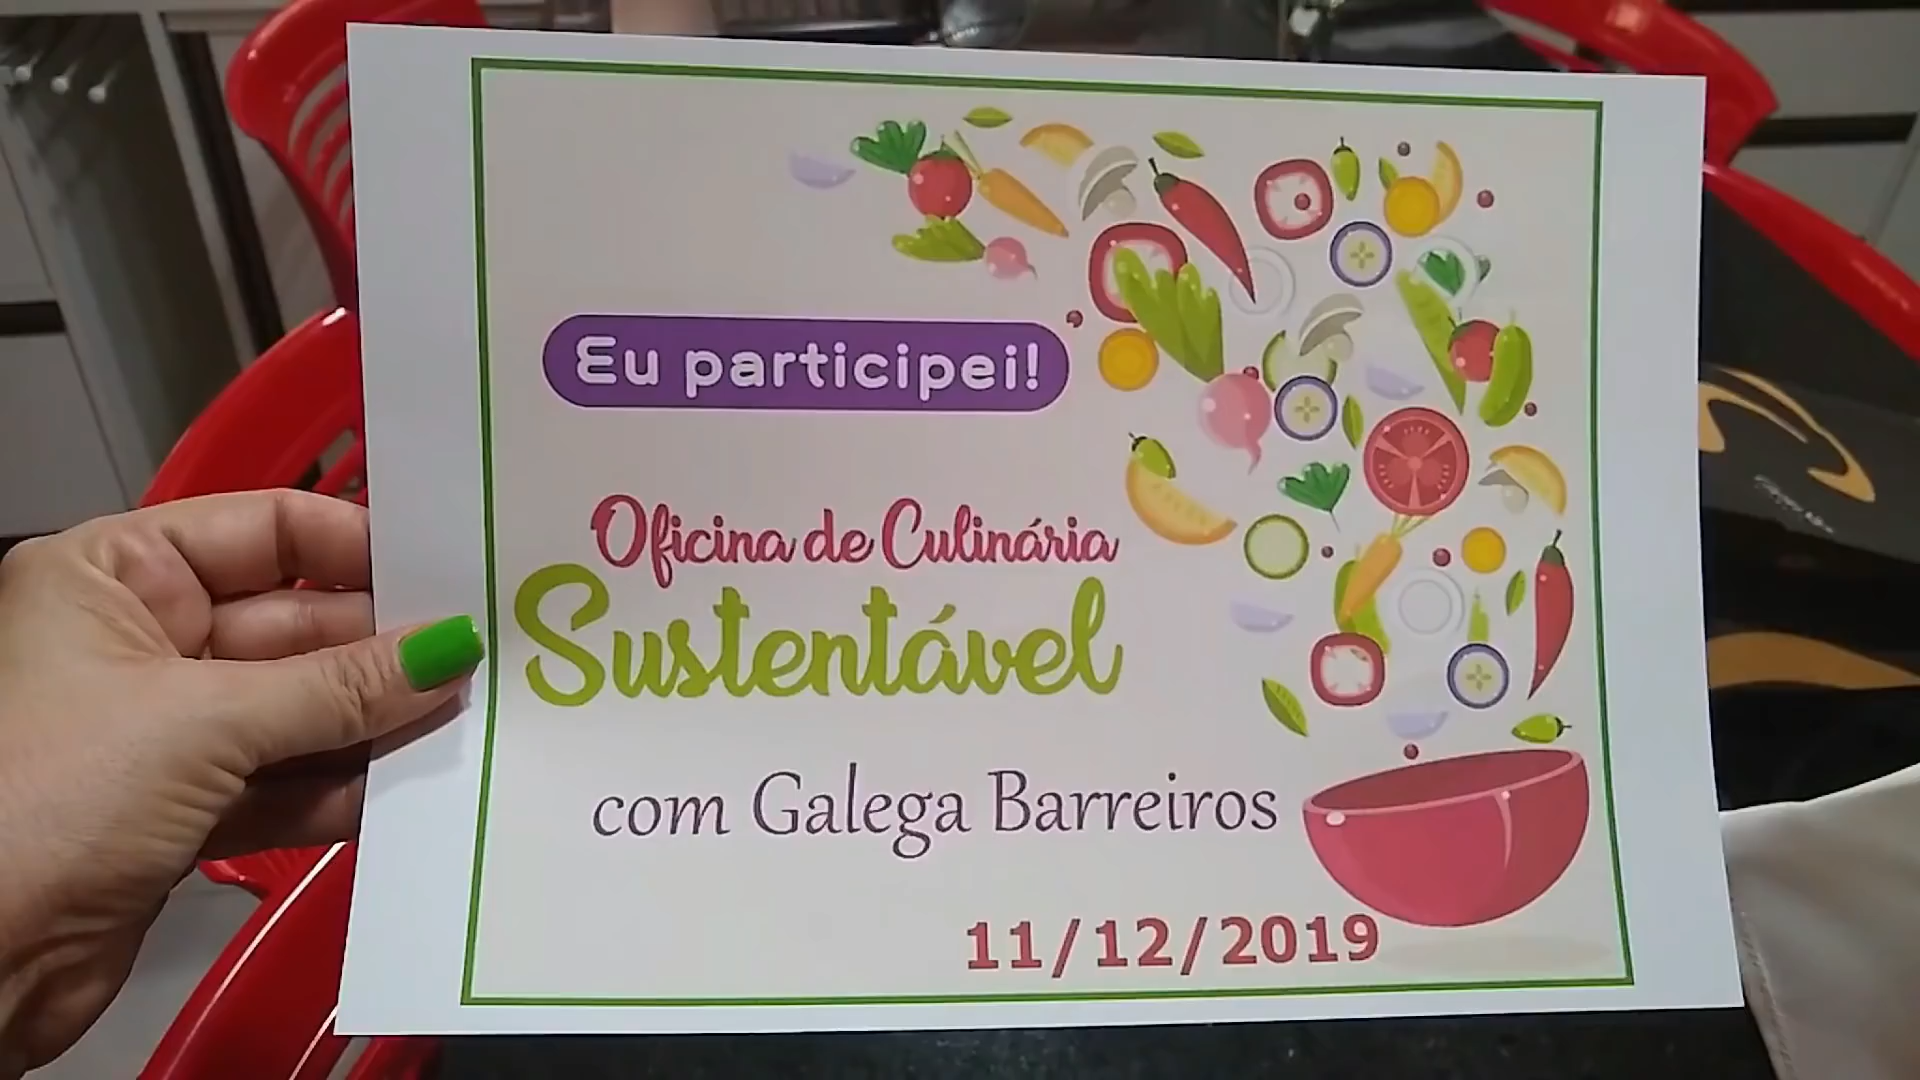 Eu participei!
Oficina de Culinária
Sustentável
com Galega Barreiros
11/12/2019